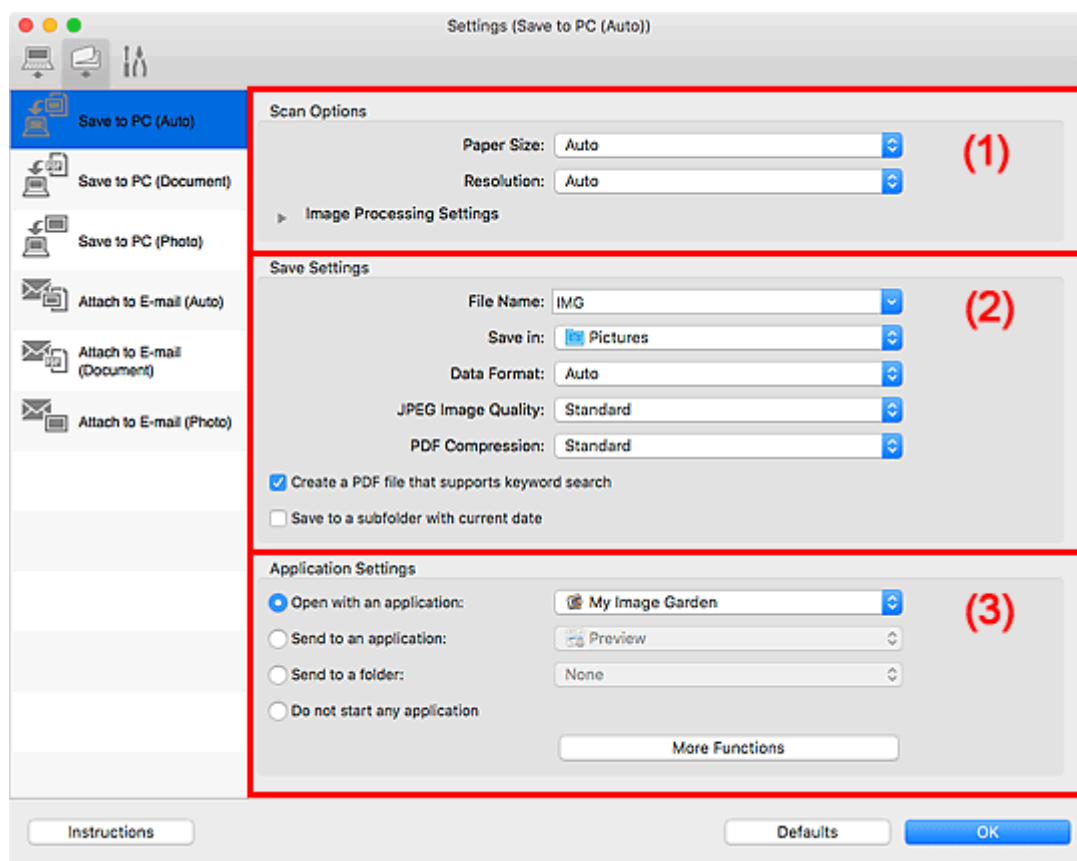 Settings (Save to PC (Auto))
Save to PC (Auto)
Save to PC (Document)
Save to PC (Photo)
Attach to E-mail (Auto)
Attach to E-mail
(Document)
Attach to E-mail (Photo)
Scan Options
(1)
Paper Size: Auto
Resolution: Auto
Image Processing Settings
Save Settings
(2)
File Name: IMG
Save in: Pictures
Data Format: Auto
JPEG Image Quality: Standard
PDF Compression: Standard
Create a PDF file that supports keyword search
Save to a subfolder with current date
Application Settings
(3)
Open with an application: My Image Garden
Send to an application: Preview
Send to a folder: None
Do not start any application
More Functions
Instructions
Defaults
OK